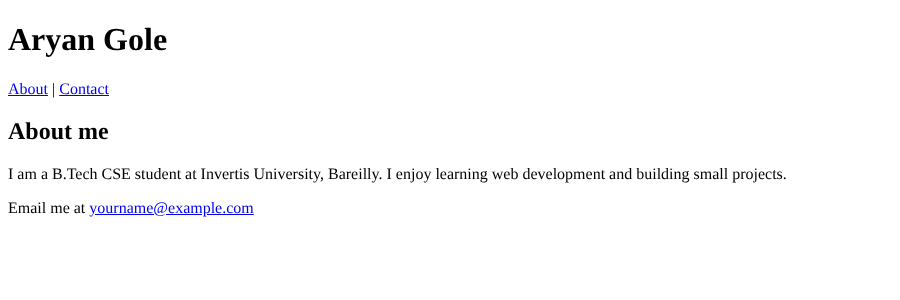 Aryan Gole
About | Contact
About me
I am a B.Tech CSE student at Invertis University, Bareilly. I enjoy learning web development and building small projects.
Email me at yourname@example.com